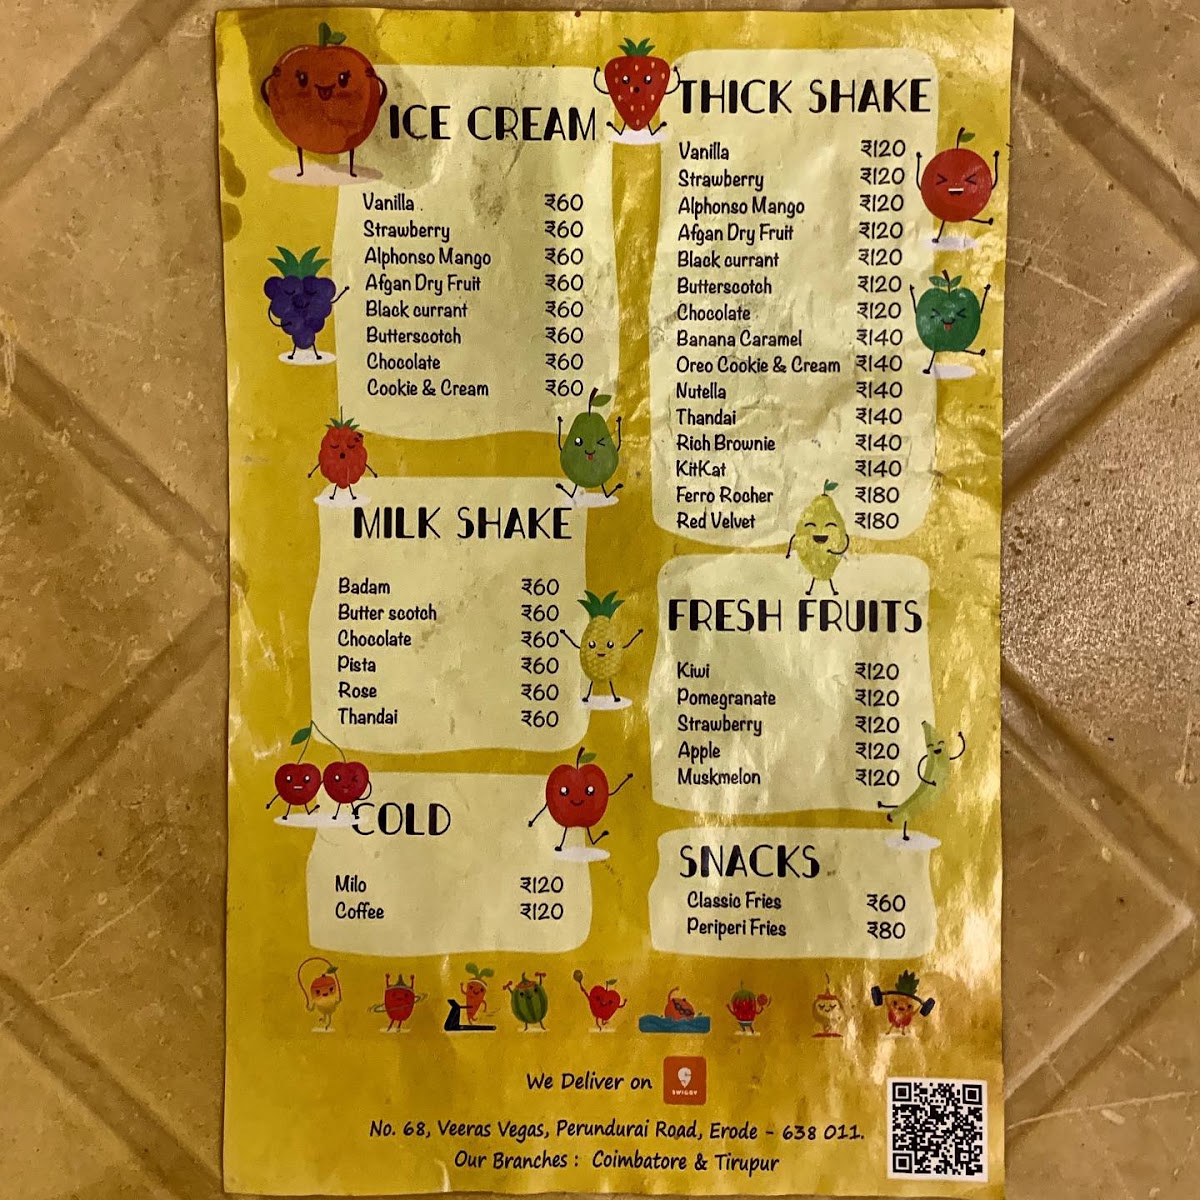 ICE CREAM
Vanilla ₹60
Strawberry ₹60
Alphonso Mango ₹60
Afgan Dry Fruit ₹60
Black currant ₹60
Butterscotch ₹60
Chocolate ₹60
Cookie & Cream ₹60
MILK SHAKE
Badam ₹60
Butter scotch ₹60
Chocolate ₹60
Pista ₹60
Rose ₹60
Thandai ₹60
COLD
Milo ₹120
Coffee ₹120
THICK SHAKE
Vanilla ₹120
Strawberry ₹120
Alphonso Mango ₹120
Afgan Dry Fruit ₹120
Black currant ₹120
Butterscotch ₹120
Chocolate ₹120
Banana Caramel ₹140
Oreo Cookie & Cream ₹140
Nutella ₹140
Thandai ₹140
Rich Brownie ₹140
KitKat ₹140
Ferro Rocher ₹180
Red Velvet ₹180
FRESH FRUITS
Kiwi ₹120
Pomegranate ₹120
Strawberry ₹120
Apple ₹120
Muskmelon ₹120
SNACKS
Classic Fries ₹60
Periperi Fries ₹80
We Deliver on SWIGGY
No. 68, Veeras Vegas, Perundurai Road, Erode - 638 011.
Our Branches : Coimbatore & Tirupur